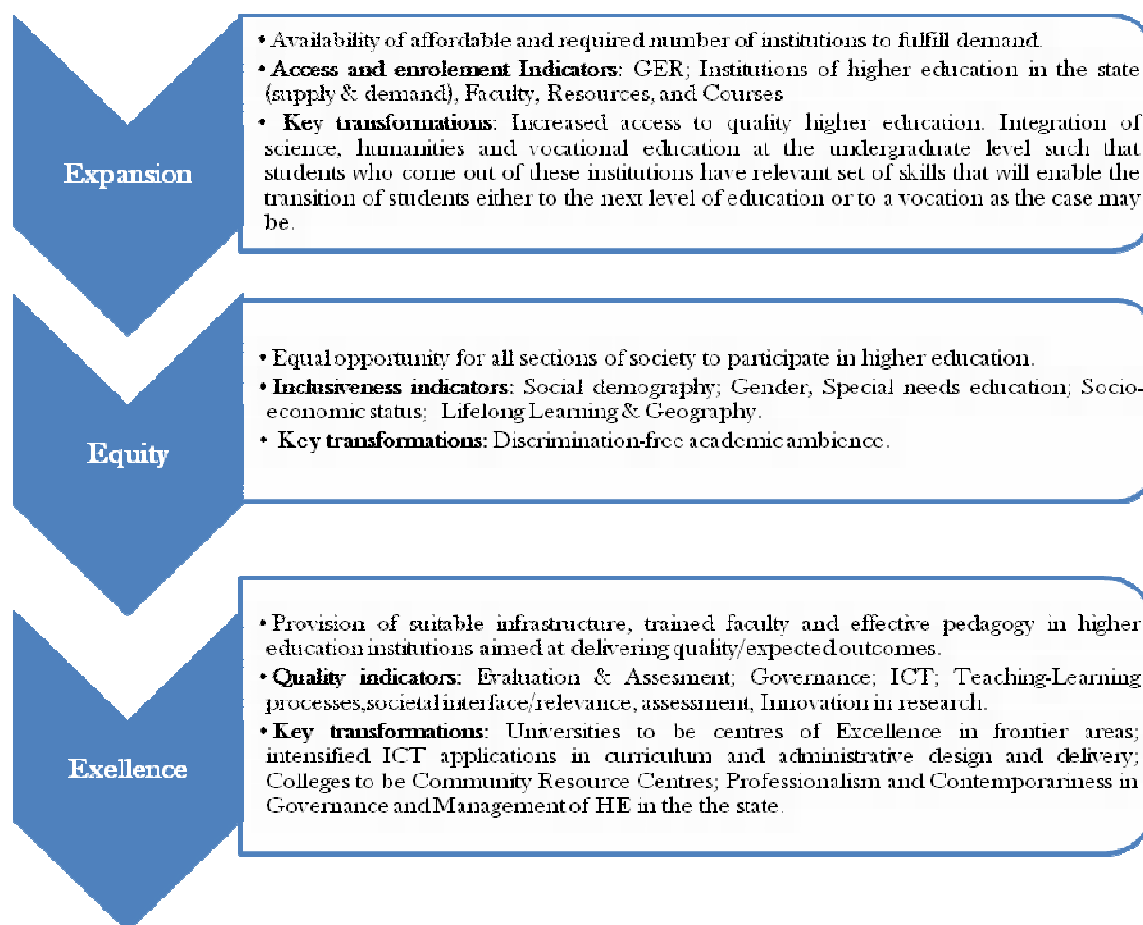 Expansion
• Availability of affordable and required number of institutions to fulfill demand.
• Access and enrolement Indicators: GER; Institutions of higher education in the state
(supply & demand), Faculty, Resources, and Courses
• Key transformations: Increased access to quality higher education. Integration of
science, humanities and vocational education at the undergraduate level such that
students who come out of these institutions have relevant set of skills that will enable the
transition of students either to the next level of education or to a vocation as the case may
be.
Equity
• Equal opportunity for all sections of society to participate in higher education.
• Inclusiveness indicators: Social demography; Gender, Special needs education; Socio-
economic status; Lifelong Learning & Geography.
• Key transformations: Discrimination-free academic ambience.
Exellence
• Provision of suitable infrastructure, trained faculty and effective pedagogy in higher
education institutions aimed at delivering quality/expected outcomes.
• Quality indicators: Evaluation & Assesment; Governance; ICT; Teaching-Learning
processes,societal interface/relevance, assessment, Innovation in research.
• Key transformations: Universities to be centres of Excellence in frontier areas;
intensified ICT applications in curriculum and administrative design and delivery;
Colleges to be Community Resource Centres; Professionalism and Contemporariness in
Governance and Management of HE in the the state.